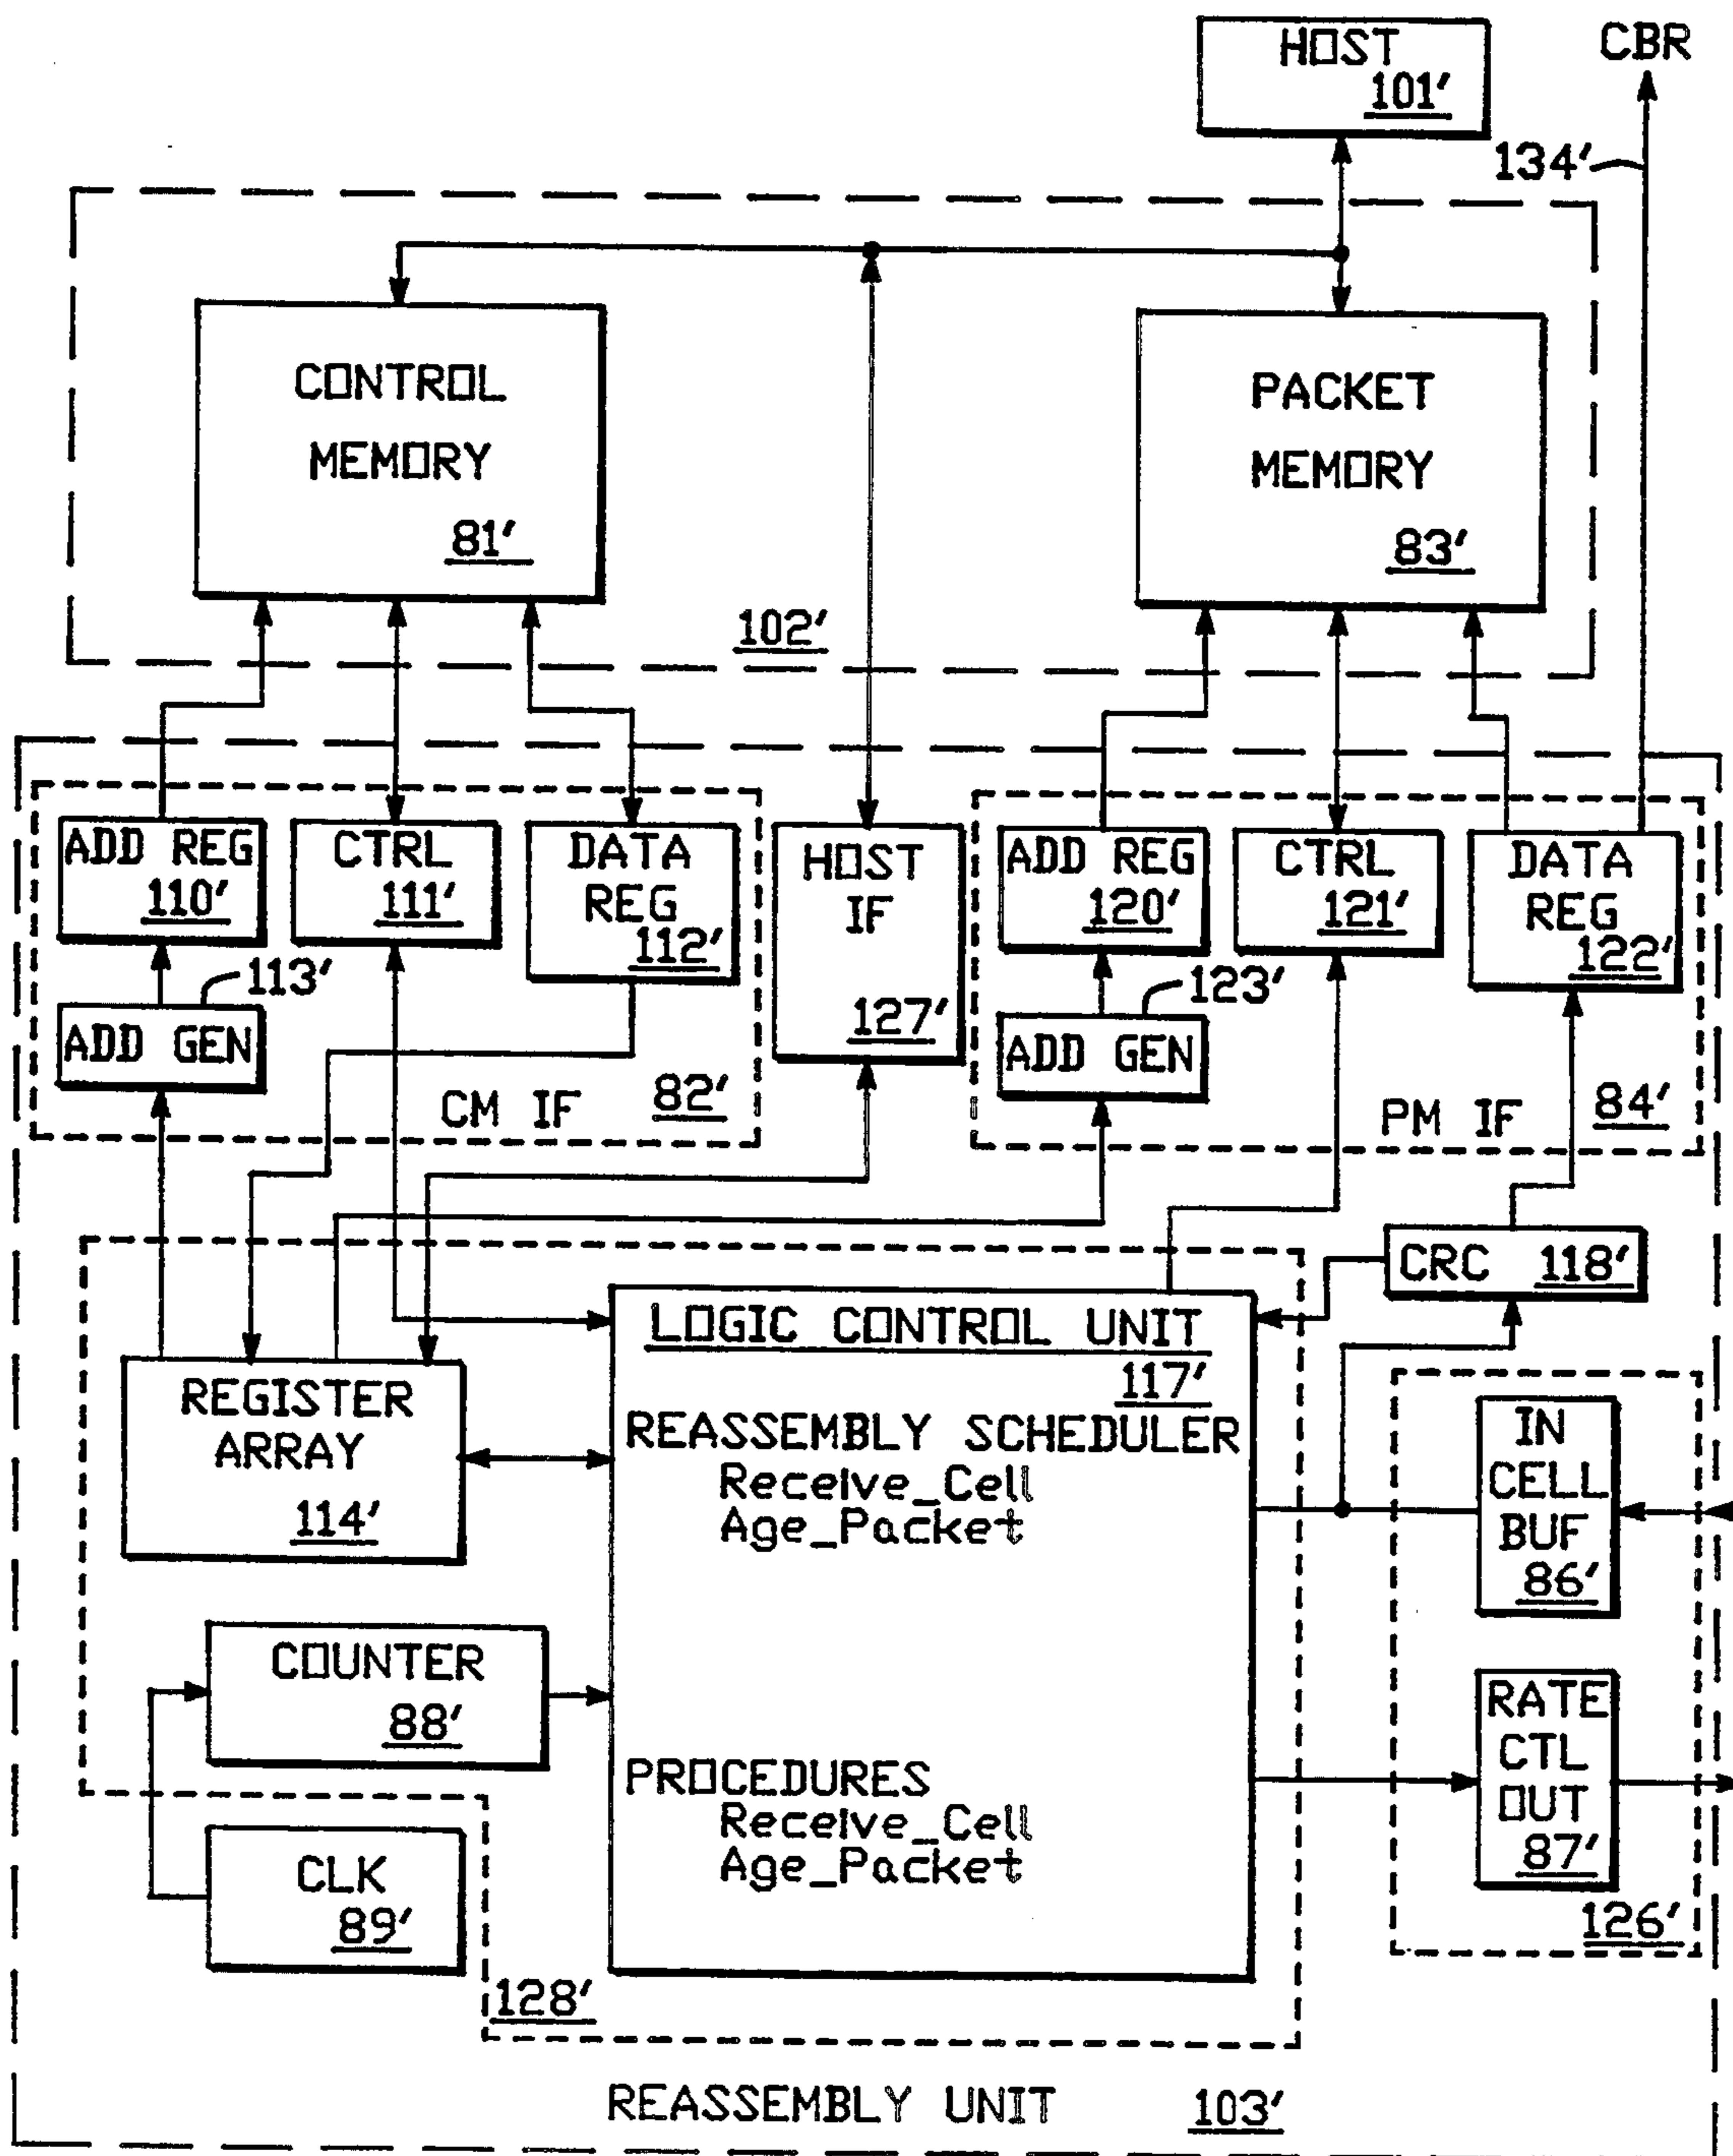 HOST
101′
CBR
134′
CONTROL
MEMORY
81′
PACKET
MEMORY
83′
102′
ADD REG
110′
CTRL
111′
DATA
REG
112′
HOST
IF
127′
ADD REG
120′
CTRL
121′
DATA
REG
122′
113′
ADD GEN
123′
ADD GEN
CM IF
82′
PM IF
84′
CRC 118′
LOGIC CONTROL UNIT
117′
REASSEMBLY SCHEDULER
Receive_Cell
Age_Packet
REGISTER
ARRAY
114′
IN
CELL
BUF
86′
COUNTER
88′
PROCEDURES
Receive_Cell
Age_Packet
RATE
CTL
OUT
87′
CLK
89′
126′
128′
REASSEMBLY UNIT 103′